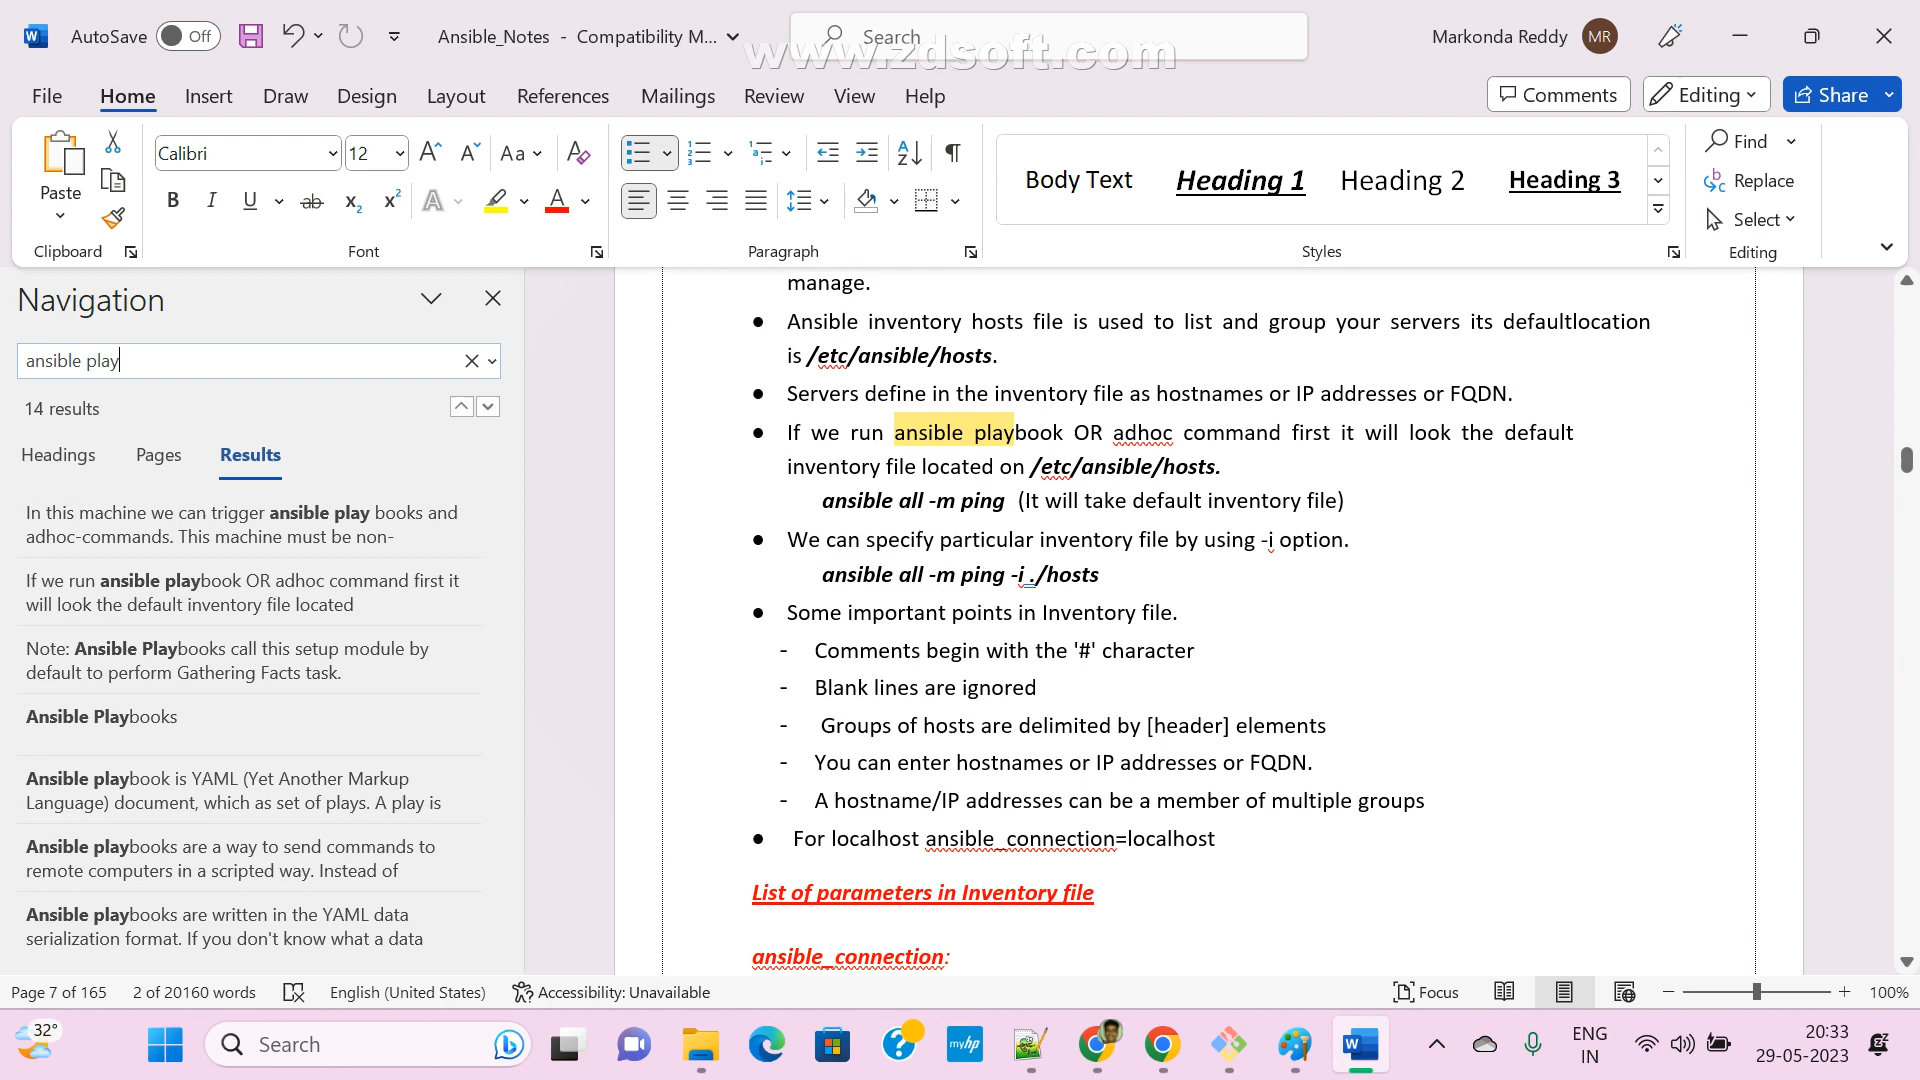 AutoSave Off Ansible_Notes - Compatibility M... Search Markonda Reddy MR
www.zdsoft.com
File Home Insert Draw Design Layout References Mailings Review View Help Comments Editing Share
Paste
Clipboard
Calibri 12 Aa
B I U ab x2 x2 A A
Font
Paragraph
Body Text Heading 1 Heading 2 Heading 3
Styles
Find
Replace
Select
Editing
Navigation
ansible play
14 results
Headings Pages Results
In this machine we can trigger ansible play books and
adhoc-commands. This machine must be non-
If we run ansible playbook OR adhoc command first it
will look the default inventory file located
Note: Ansible Playbooks call this setup module by
default to perform Gathering Facts task.
Ansible Playbooks
Ansible playbook is YAML (Yet Another Markup
Language) document, which as set of plays. A play is
Ansible playbooks are a way to send commands to
remote computers in a scripted way. Instead of
Ansible playbooks are written in the YAML data
serialization format. If you don't know what a data
manage.
● Ansible inventory hosts file is used to list and group your servers its defaultlocation
is /etc/ansible/hosts.
● Servers define in the inventory file as hostnames or IP addresses or FQDN.
● If we run ansible playbook OR adhoc command first it will look the default
inventory file located on /etc/ansible/hosts.
ansible all -m ping (It will take default inventory file)
● We can specify particular inventory file by using -i option.
ansible all -m ping -i ./hosts
● Some important points in Inventory file.
- Comments begin with the '#' character
- Blank lines are ignored
- Groups of hosts are delimited by [header] elements
- You can enter hostnames or IP addresses or FQDN.
- A hostname/IP addresses can be a member of multiple groups
● For localhost ansible_connection=localhost
List of parameters in Inventory file
ansible_connection:
Page 7 of 165 2 of 20160 words English (United States) Accessibility: Unavailable Focus 100%
32° Search myhp ENG
IN
20:33
29-05-2023